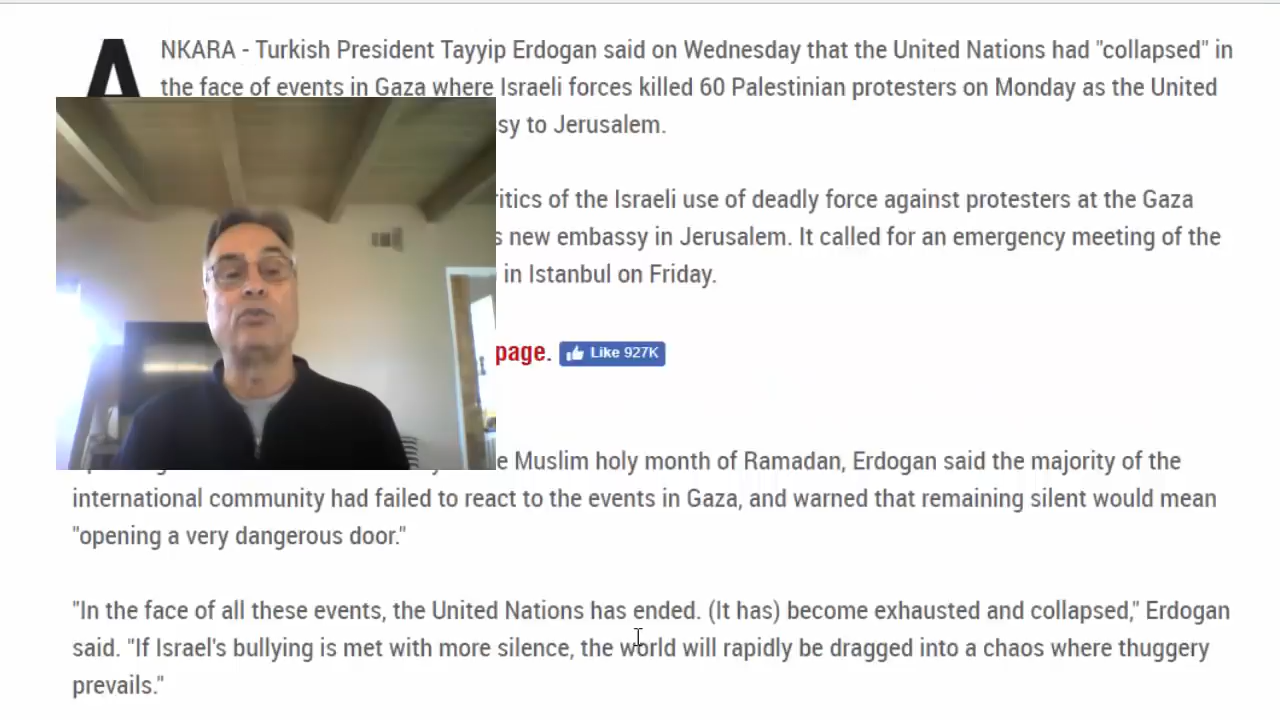 A
NKARA - Turkish President Tayyip Erdogan said on Wednesday that the United Nations had "collapsed" in
the face of events in Gaza where Israeli forces killed 60 Palestinian protesters on Monday as the United
to Jerusalem.
of the Israeli use of deadly force against protesters at the Gaza
new embassy in Jerusalem. It called for an emergency meeting of the
in Istanbul on Friday.
page. Like 927K
Muslim holy month of Ramadan, Erdogan said the majority of the
international community had failed to react to the events in Gaza, and warned that remaining silent would mean
"opening a very dangerous door."
"In the face of all these events, the United Nations has ended. (It has) become exhausted and collapsed," Erdogan
said. "If Israel's bullying is met with more silence, the world will rapidly be dragged into a chaos where thuggery
prevails."